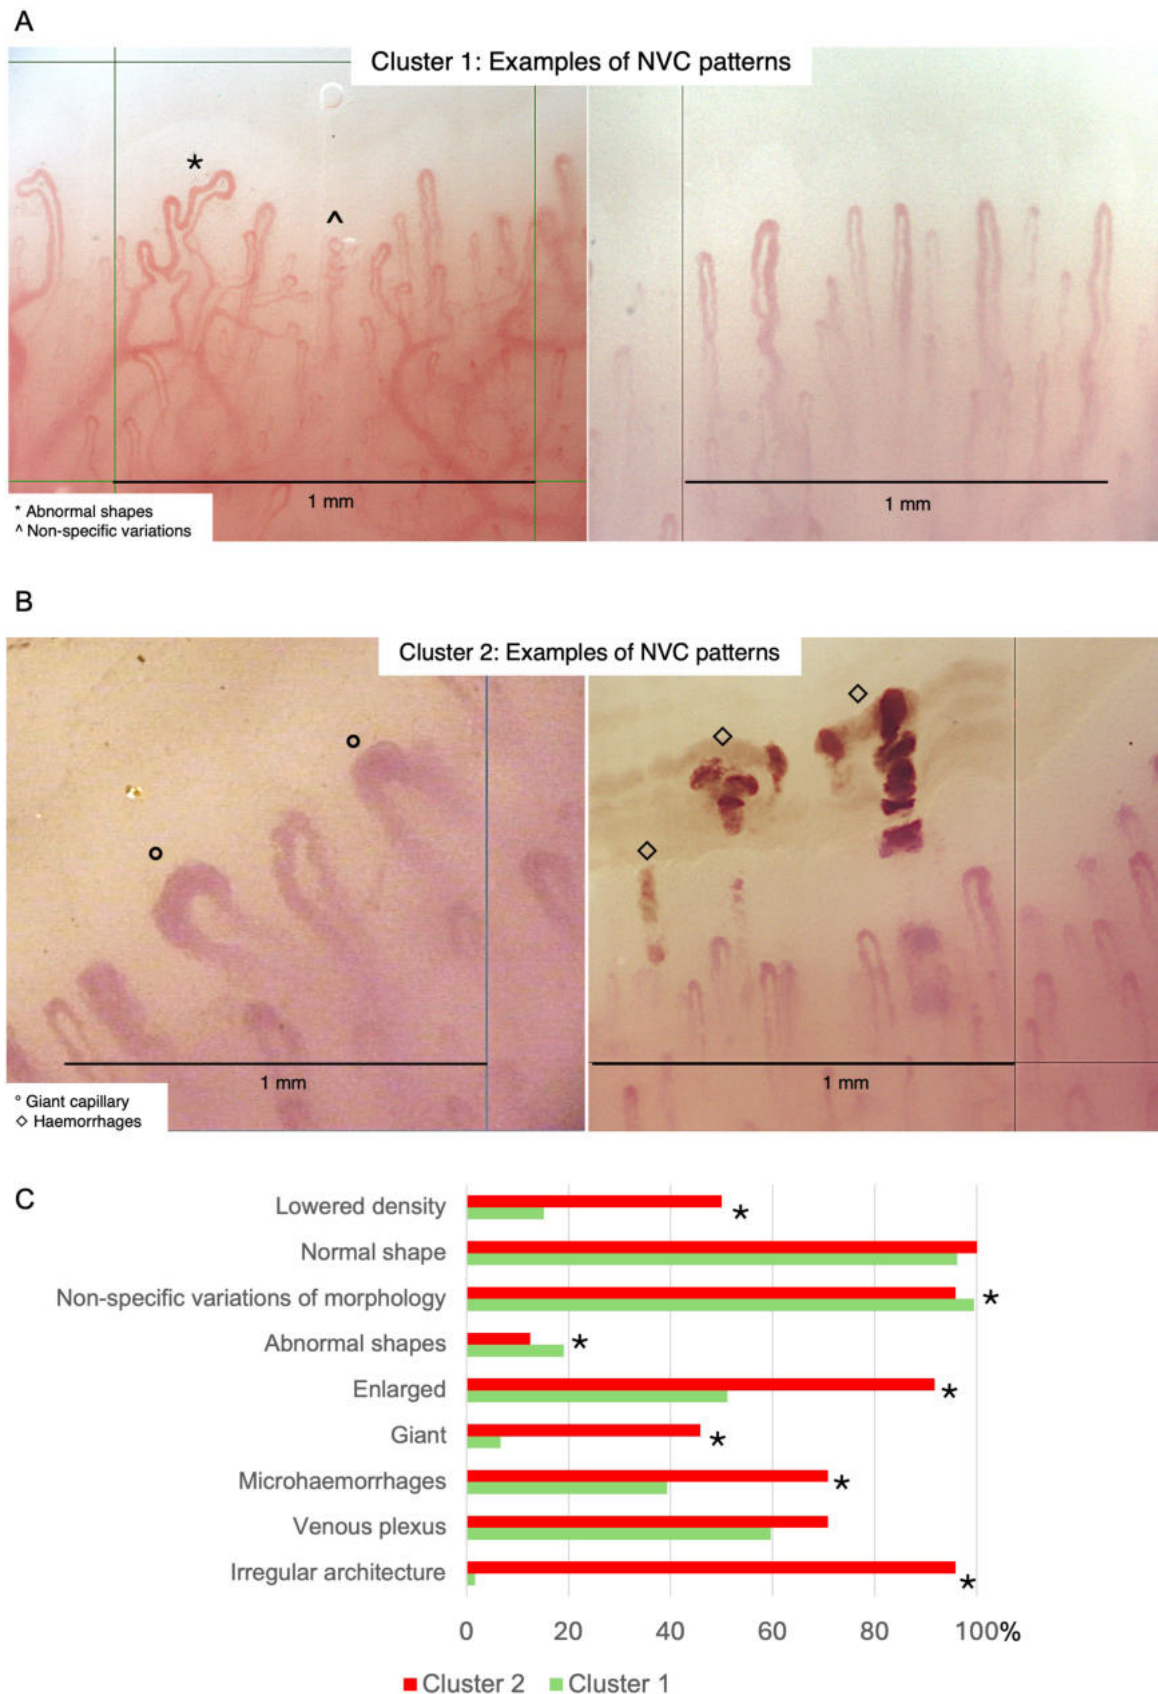 A
Cluster 1: Examples of NVC patterns
*
^
1 mm
1 mm
* Abnormal shapes
^ Non-specific variations
B
Cluster 2: Examples of NVC patterns
1 mm
1 mm
° Giant capillary
◇ Haemorrhages
C
Lowered density
*
Normal shape
Non-specific variations of morphology
*
Abnormal shapes
*
Enlarged
*
Giant
*
Microhaemorrhages
*
Venous plexus
Irregular architecture
*
0 20 40 60 80 100%
Cluster 2 Cluster 1